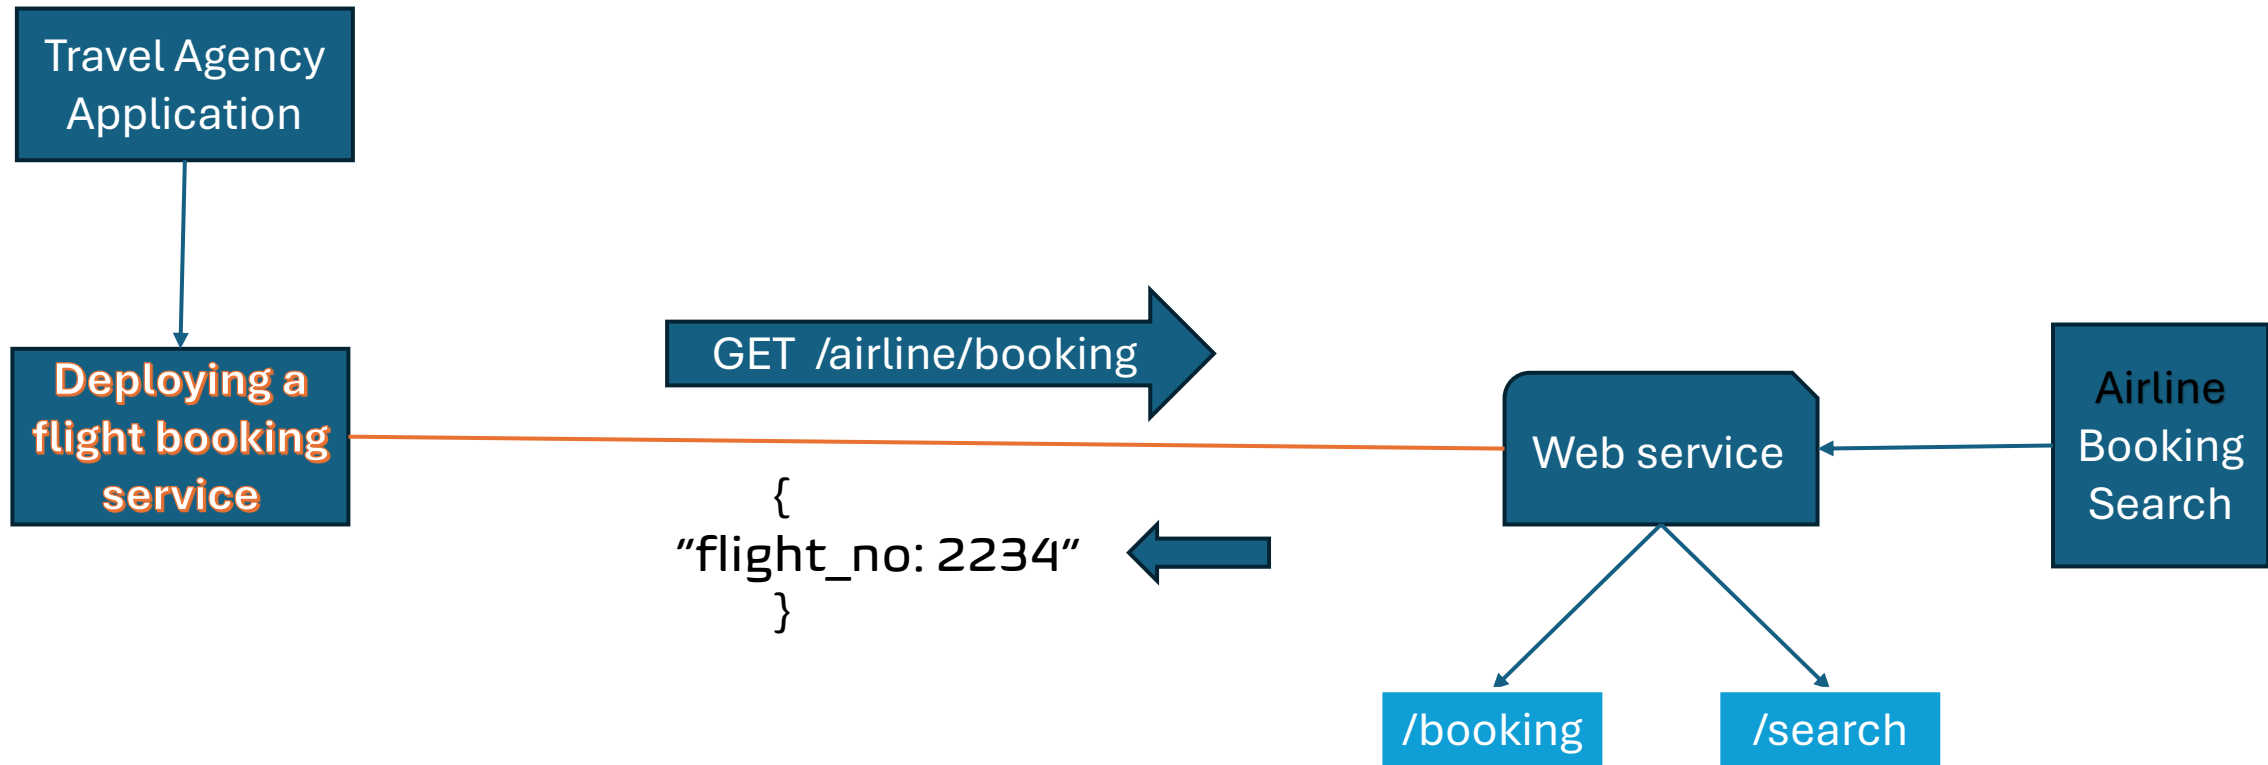 Travel Agency
Application
Deploying a
flight booking
service
GET /airline/booking
{
"flight_no: 2234"
}
Web service
Airline
Booking
Search
/booking
/search